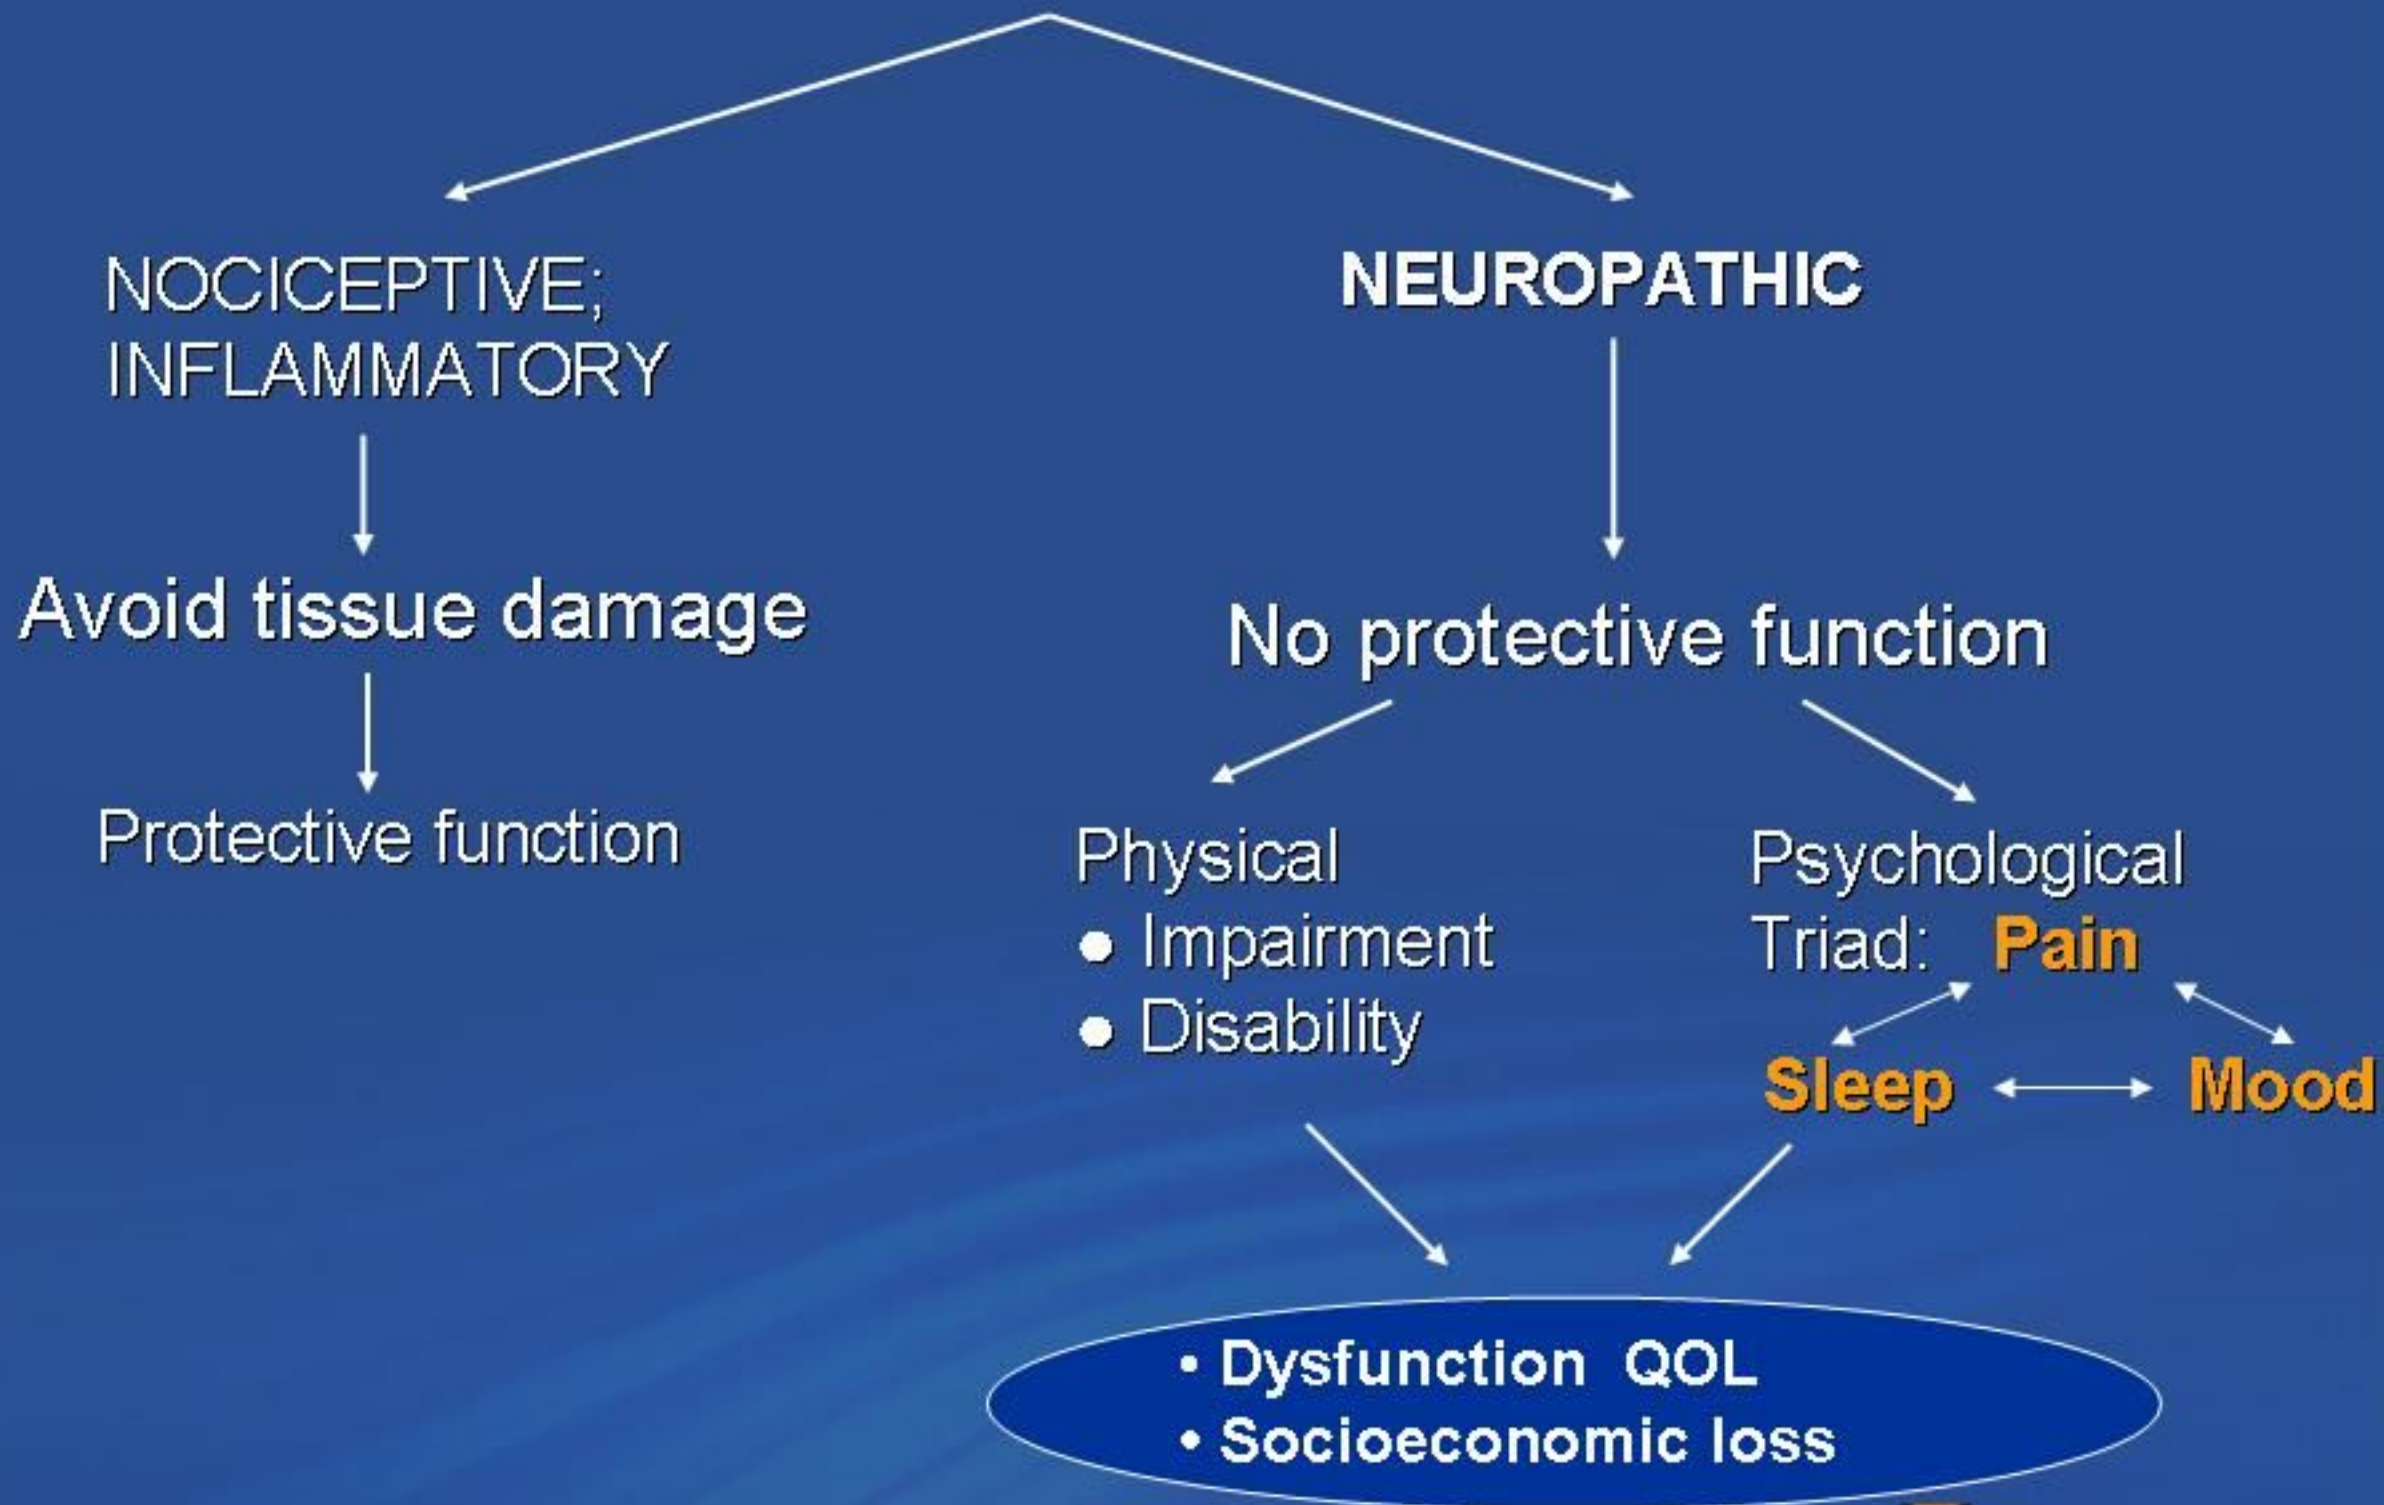 NOCICEPTIVE;
INFLAMMATORY
Avoid tissue damage
Protective function
NEUROPATHIC
No protective function
Physical
• Impairment
• Disability
Psychological
Triad: Pain
Sleep Mood
• Dysfunction QOL
• Socioeconomic loss